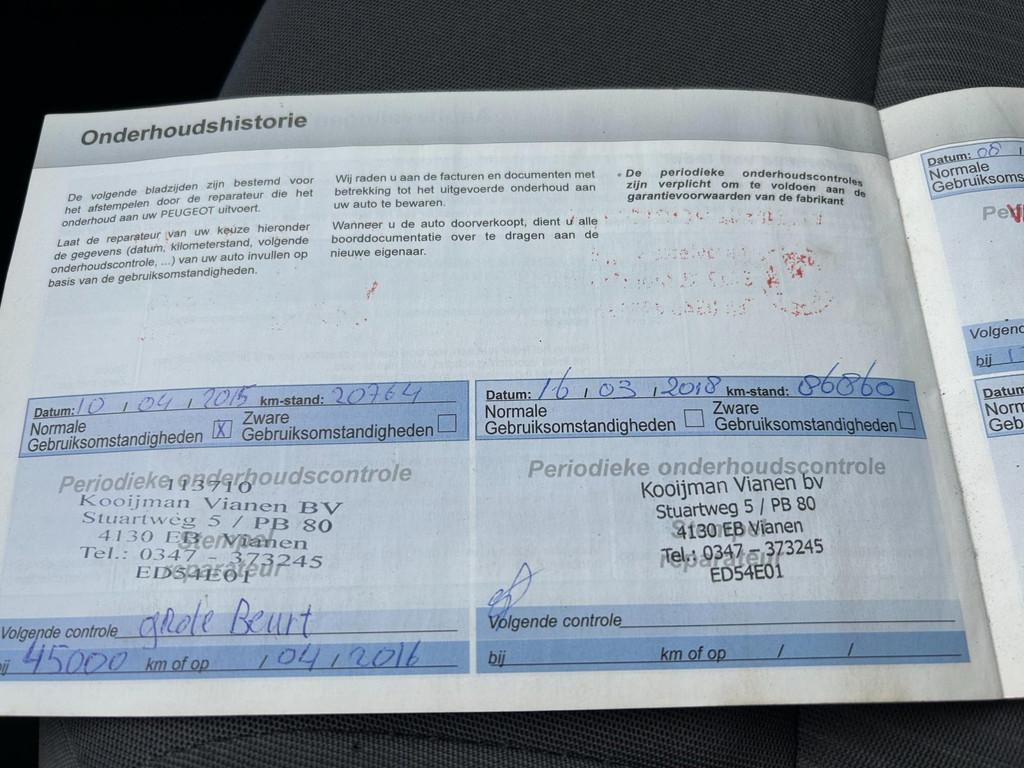 Onderhoudshistorie
De volgende bladzijden zijn bestemd voor
het afstempelen door de reparateur die het
onderhoud aan uw PEUGEOT uitvoert.
Laat de reparateur van uw keuze hieronder
de gegevens (datum, kilometerstand, volgende
onderhoudscontrole, ...) van uw auto invullen op
basis van de gebruiksomstandigheden.
Wij raden u aan de facturen en documenten met
betrekking tot het uitgevoerde onderhoud aan
uw auto te bewaren.
Wanneer u de auto doorverkoopt, dient u alle
boorddocumentatie over te dragen aan de
nieuwe eigenaar.
• De periodieke onderhoudscontroles
zijn verplicht om te voldoen aan de
garantievoorwaarden van de fabrikant
Datum: 10 / 04 / 2015 km-stand: 20764
Normale
Gebruiksomstandigheden X
Zware
Gebruiksomstandigheden
Periodieke onderhoudscontrole
113710
Kooijman Vianen BV
Stuartweg 5 / PB 80
4130 EB Vianen
Stempel
Tel.: 0347 - 373245
reparateur
ED54E01
Volgende controle grote Beurt
bij 45000 km of op / 04 / 2016
Datum: 16 / 03 / 2018 km-stand: 86860
Normale
Gebruiksomstandigheden
Zware
Gebruiksomstandigheden
Periodieke onderhoudscontrole
Kooijman Vianen bv
Stuartweg 5 / PB 80
Stempel
4130 EB Vianen
Tel.: 0347 - 373245
reparateur
ED54E01
Volgende controle
bij km of op / /
Datum: 08 /
Normale
Gebruiksoms
Pe
Volgend
bij
Datum
Norm
Geb